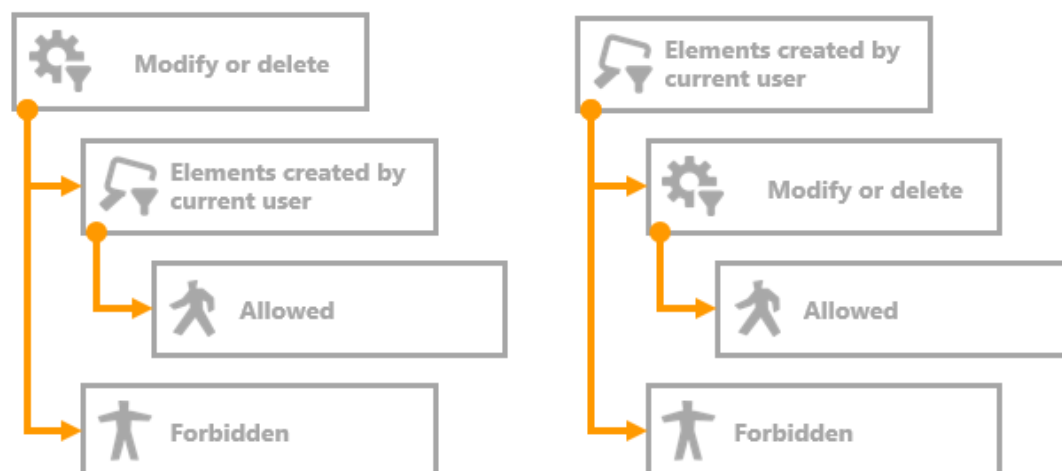 Modify or delete
Elements created by
current user
Allowed
Forbidden
Elements created by
current user
Modify or delete
Allowed
Forbidden